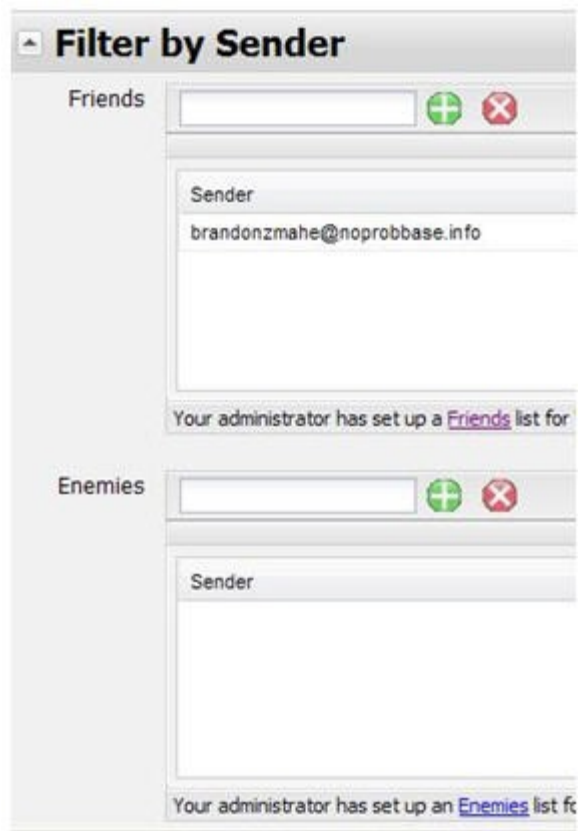 Filter by Sender
Friends
Sender
brandonzmahe@noprobbase.info
Your administrator has set up a Friends list for
Enemies
Sender
Your administrator has set up an Enemies list fo